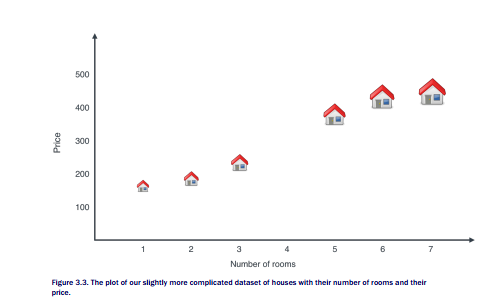 500
400
300
200
100
Price
1 2 3 4 5 6 7
Number of rooms
Figure 3.3. The plot of our slightly more complicated dataset of houses with their number of rooms and their
price.